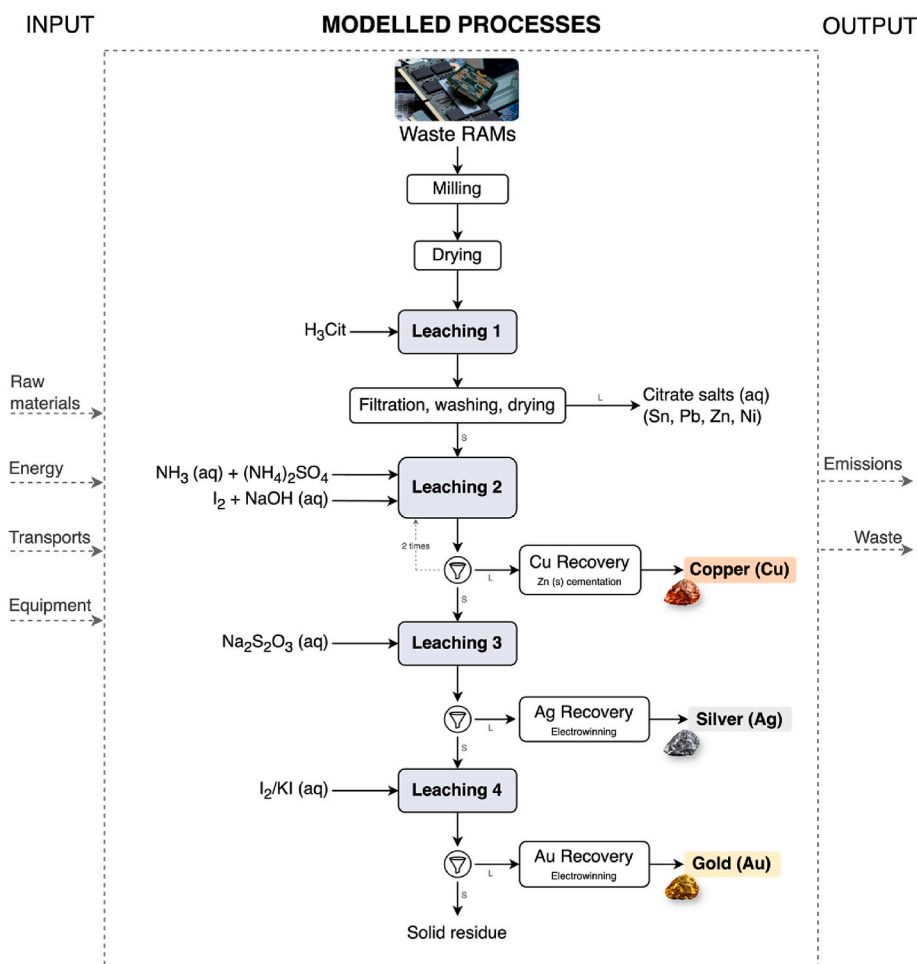 INPUT
MODELLED PROCESSES
OUTPUT
Waste RAMs
Milling
Drying
H₃Cit
Leaching 1
Raw
materials
Filtration, washing, drying
L
Citrate salts (aq)
(Sn, Pb, Zn, Ni)
S
Energy
NH₃ (aq) + (NH₄)₂SO₄
I₂ + NaOH (aq)
Leaching 2
Emissions
Transports
2 times
Waste
L
Cu Recovery
Zn (s) cementation
Copper (Cu)
S
Equipment
Na₂S₂O₃ (aq)
Leaching 3
L
Ag Recovery
Electrowinning
Silver (Ag)
S
I₂/KI (aq)
Leaching 4
L
Au Recovery
Electrowinning
Gold (Au)
S
Solid residue